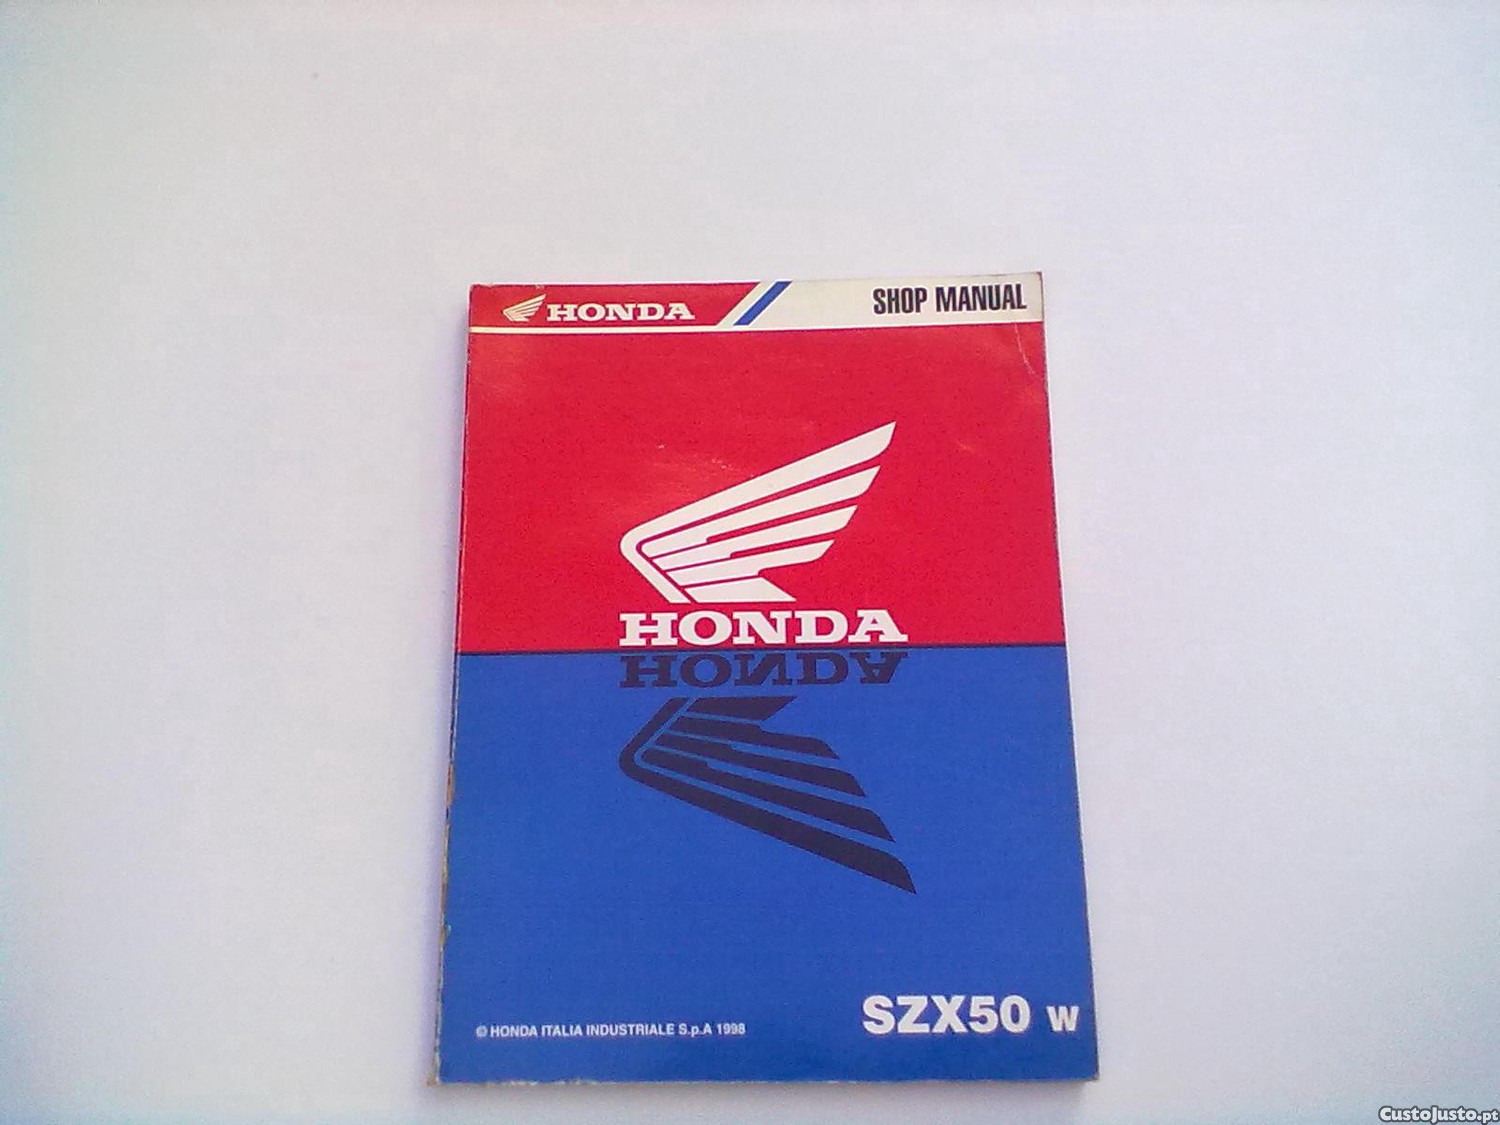 HONDA SHOP MANUAL
HONDA
HONDA
© HONDA ITALIA INDUSTRIALE S.p.A 1998
SZX50 W
CustoJusto.pt